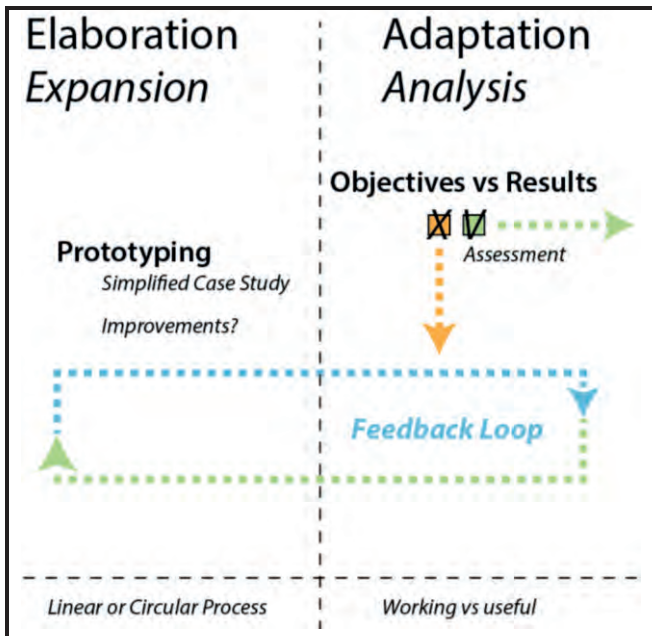 Elaboration
Expansion
Adaptation
Analysis
Objectives vs Results
X V
Assessment
Prototyping
Simplified Case Study
Improvements?
Feedback Loop
Linear or Circular Process
Working vs useful